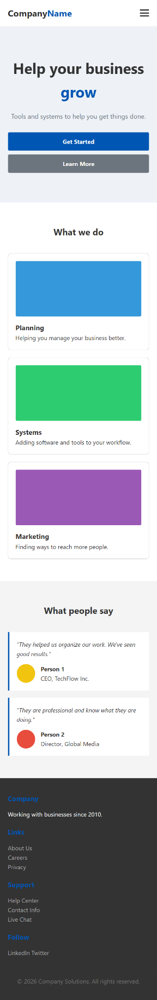 CompanyName
Help your business
grow
Tools and systems to help you get things done.
Get Started
Learn More
What we do
Planning
Helping you manage your business better.
Systems
Adding software and tools to your workflow.
Marketing
Finding ways to reach more people.
What people say
"They helped us organize our work. We've seen
good results."
Person 1
CEO, TechFlow Inc.
"They are professional and know what they are
doing."
Person 2
Director, Global Media
Company
Working with businesses since 2010.
Links
About Us
Careers
Privacy
Support
Help Center
Contact Info
Live Chat
Follow
LinkedIn Twitter
© 2026 Company Solutions. All rights reserved.